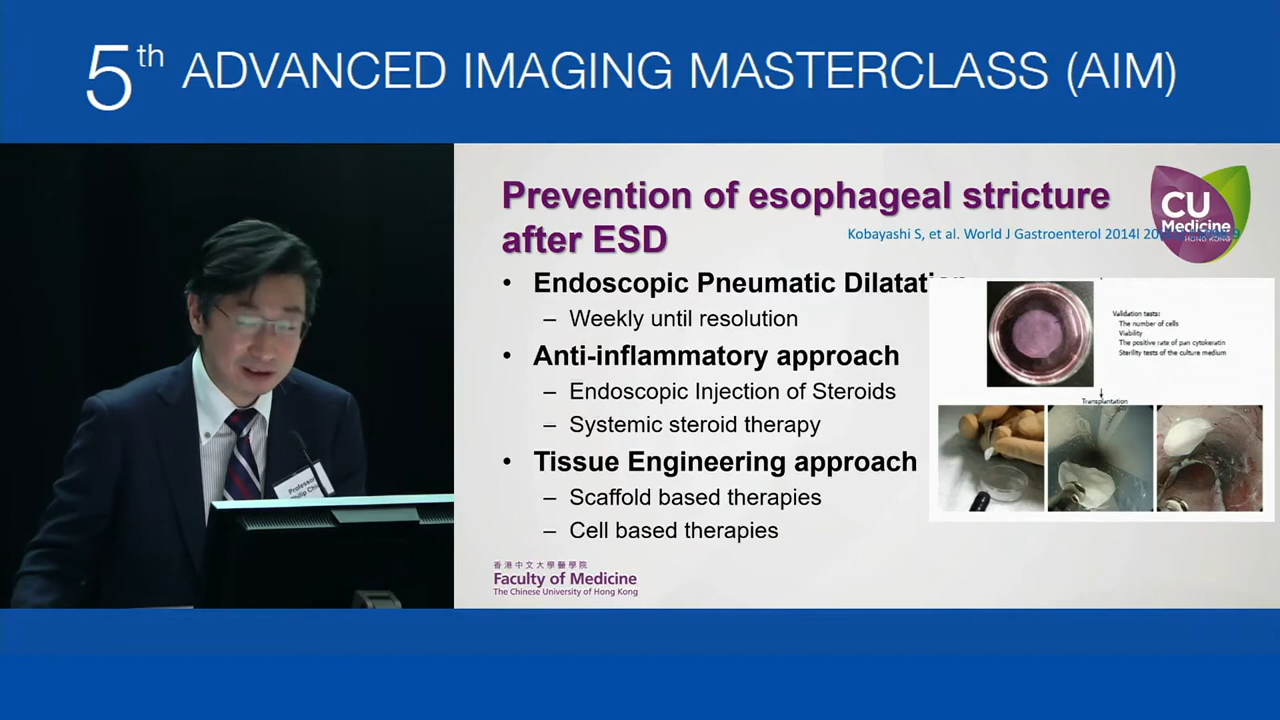 5th ADVANCED IMAGING MASTERCLASS (AIM)
Prevention of esophageal stricture
after ESD
Kobayashi S, et al. World J Gastroenterol 2014
CU
Medicine
HONG KONG
• Endoscopic Pneumatic Dilatation
– Weekly until resolution
• Anti-inflammatory approach
– Endoscopic Injection of Steroids
– Systemic steroid therapy
• Tissue Engineering approach
– Scaffold based therapies
– Cell based therapies
Validation tests:
The number of cells
Viability
The positive rate of pan cytokeratin
Sterility tests of the culture medium
Transplantation
Professor
香港中文大學醫學院
Faculty of Medicine
The Chinese University of Hong Kong